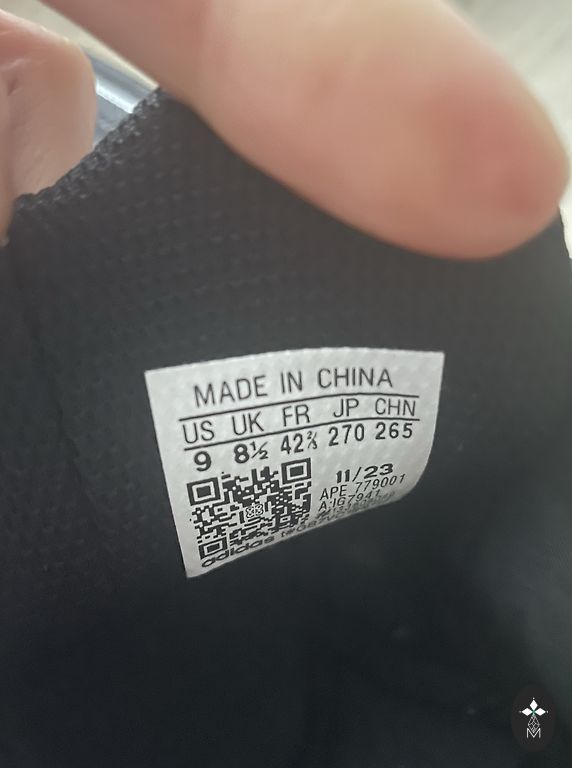 MADE IN CHINA
US UK FR JP CHN
9 8½ 42⅔ 270 265
11/23
APE 779001
A:IG7941
adidas
M